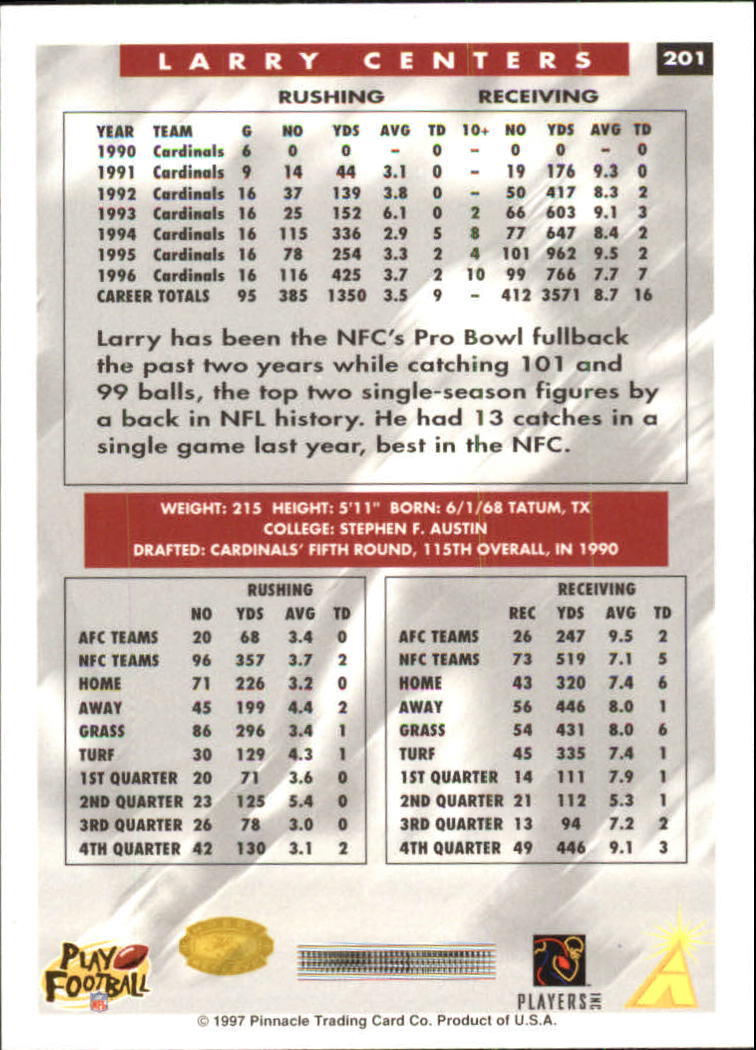 LARRY CENTERS 201
RUSHING RECEIVING
YEAR TEAM G NO YDS AVG TD 10+ NO YDS AVG TD
1990 Cardinals 6 0 0 – 0 – 0 0 – 0
1991 Cardinals 9 14 44 3.1 0 – 19 176 9.3 0
1992 Cardinals 16 37 139 3.8 0 – 50 417 8.3 2
1993 Cardinals 16 25 152 6.1 0 2 66 603 9.1 3
1994 Cardinals 16 115 336 2.9 5 8 77 647 8.4 2
1995 Cardinals 16 78 254 3.3 2 4 101 962 9.5 2
1996 Cardinals 16 116 425 3.7 2 10 99 766 7.7 7
CAREER TOTALS 95 385 1350 3.5 9 – 412 3571 8.7 16
Larry has been the NFC's Pro Bowl fullback
the past two years while catching 101 and
99 balls, the top two single-season figures by
a back in NFL history. He had 13 catches in a
single game last year, best in the NFC.
WEIGHT: 215 HEIGHT: 5'11" BORN: 6/1/68 TATUM, TX
COLLEGE: STEPHEN F. AUSTIN
DRAFTED: CARDINALS' FIFTH ROUND, 115TH OVERALL, IN 1990
RUSHING
NO YDS AVG TD
AFC TEAMS 20 68 3.4 0
NFC TEAMS 96 357 3.7 2
HOME 71 226 3.2 0
AWAY 45 199 4.4 2
GRASS 86 296 3.4 1
TURF 30 129 4.3 1
1ST QUARTER 20 71 3.6 0
2ND QUARTER 23 125 5.4 0
3RD QUARTER 26 78 3.0 0
4TH QUARTER 42 130 3.1 2
RECEIVING
REC YDS AVG TD
AFC TEAMS 26 247 9.5 2
NFC TEAMS 73 519 7.1 5
HOME 43 320 7.4 6
AWAY 56 446 8.0 1
GRASS 54 431 8.0 6
TURF 45 335 7.4 1
1ST QUARTER 14 111 7.9 1
2ND QUARTER 21 112 5.3 1
3RD QUARTER 13 94 7.2 2
4TH QUARTER 49 446 9.1 3
PLAY
FOOTBALL
NFL
PLAYERS INC
© 1997 Pinnacle Trading Card Co. Product of U.S.A.